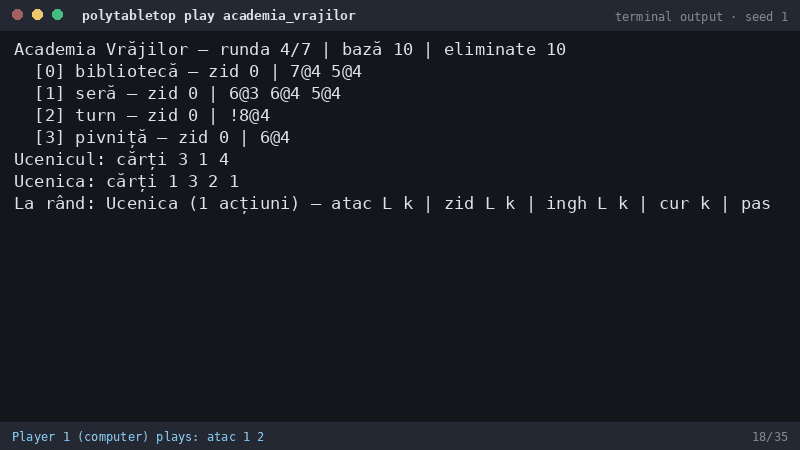 polytabletop play academia_vrajilor
terminal output · seed 1
Academia Vrăjilor — runda 4/7 | bază 10 | eliminate 10
[0] bibliotecă — zid 0 | 7@4 5@4
[1] seră — zid 0 | 6@3 6@4 5@4
[2] turn — zid 0 | !8@4
[3] pivniță — zid 0 | 6@4
Ucenicul: cărți 3 1 4
Ucenica: cărți 1 3 2 1
La rând: Ucenica (1 acțiuni) — atac L k | zid L k | ingh L k | cur k | pas
Player 1 (computer) plays: atac 1 2
18/35